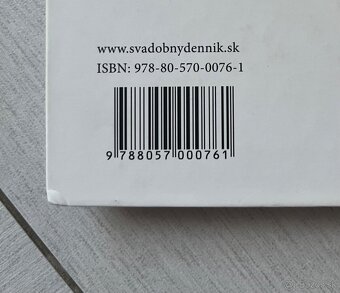 www.svadobnydennik.sk
ISBN: 978-80-570-0076-1
9 788057 000761